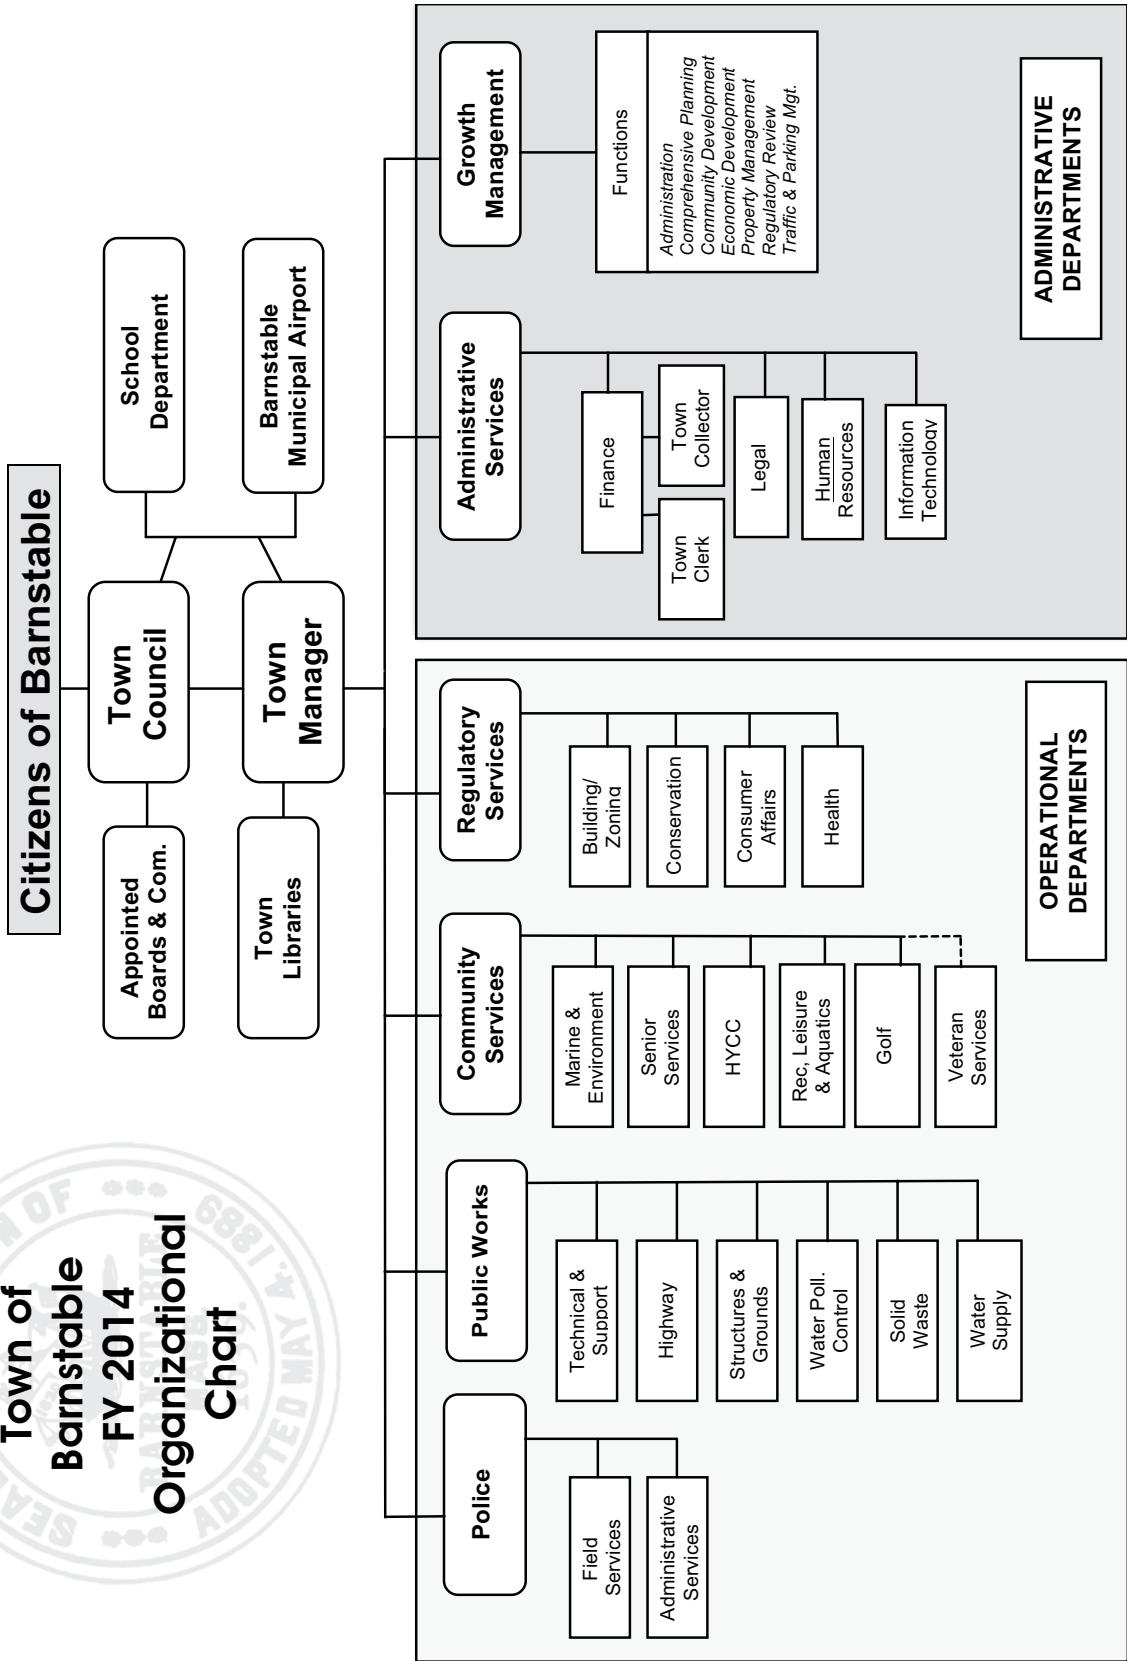 Town of
Barnstable
FY 2014
Organizational
Chart
Citizens of Barnstable
Appointed
Boards & Com.
Town
Council
School
Department
Town
Libraries
Town
Manager
Barnstable
Municipal Airport
Police
Field
Services
Administrative
Services
Public Works
Technical &
Support
Highway
Structures &
Grounds
Water Poll.
Control
Solid
Waste
Water
Supply
Community
Services
Marine &
Environment
Senior
Services
HYCC
Rec, Leisure
& Aquatics
Golf
Veteran
Services
Regulatory
Services
Building/
Zoning
Conservation
Consumer
Affairs
Health
OPERATIONAL
DEPARTMENTS
Administrative
Services
Finance
Town
Clerk
Town
Collector
Legal
Human
Resources
Information
Technology
Growth
Management
Functions
Administration
Comprehensive Planning
Community Development
Economic Development
Property Management
Regulatory Review
Traffic & Parking Mgt.
ADMINISTRATIVE
DEPARTMENTS
ADOPTED MAY 4, 1889
BARNSTABLE